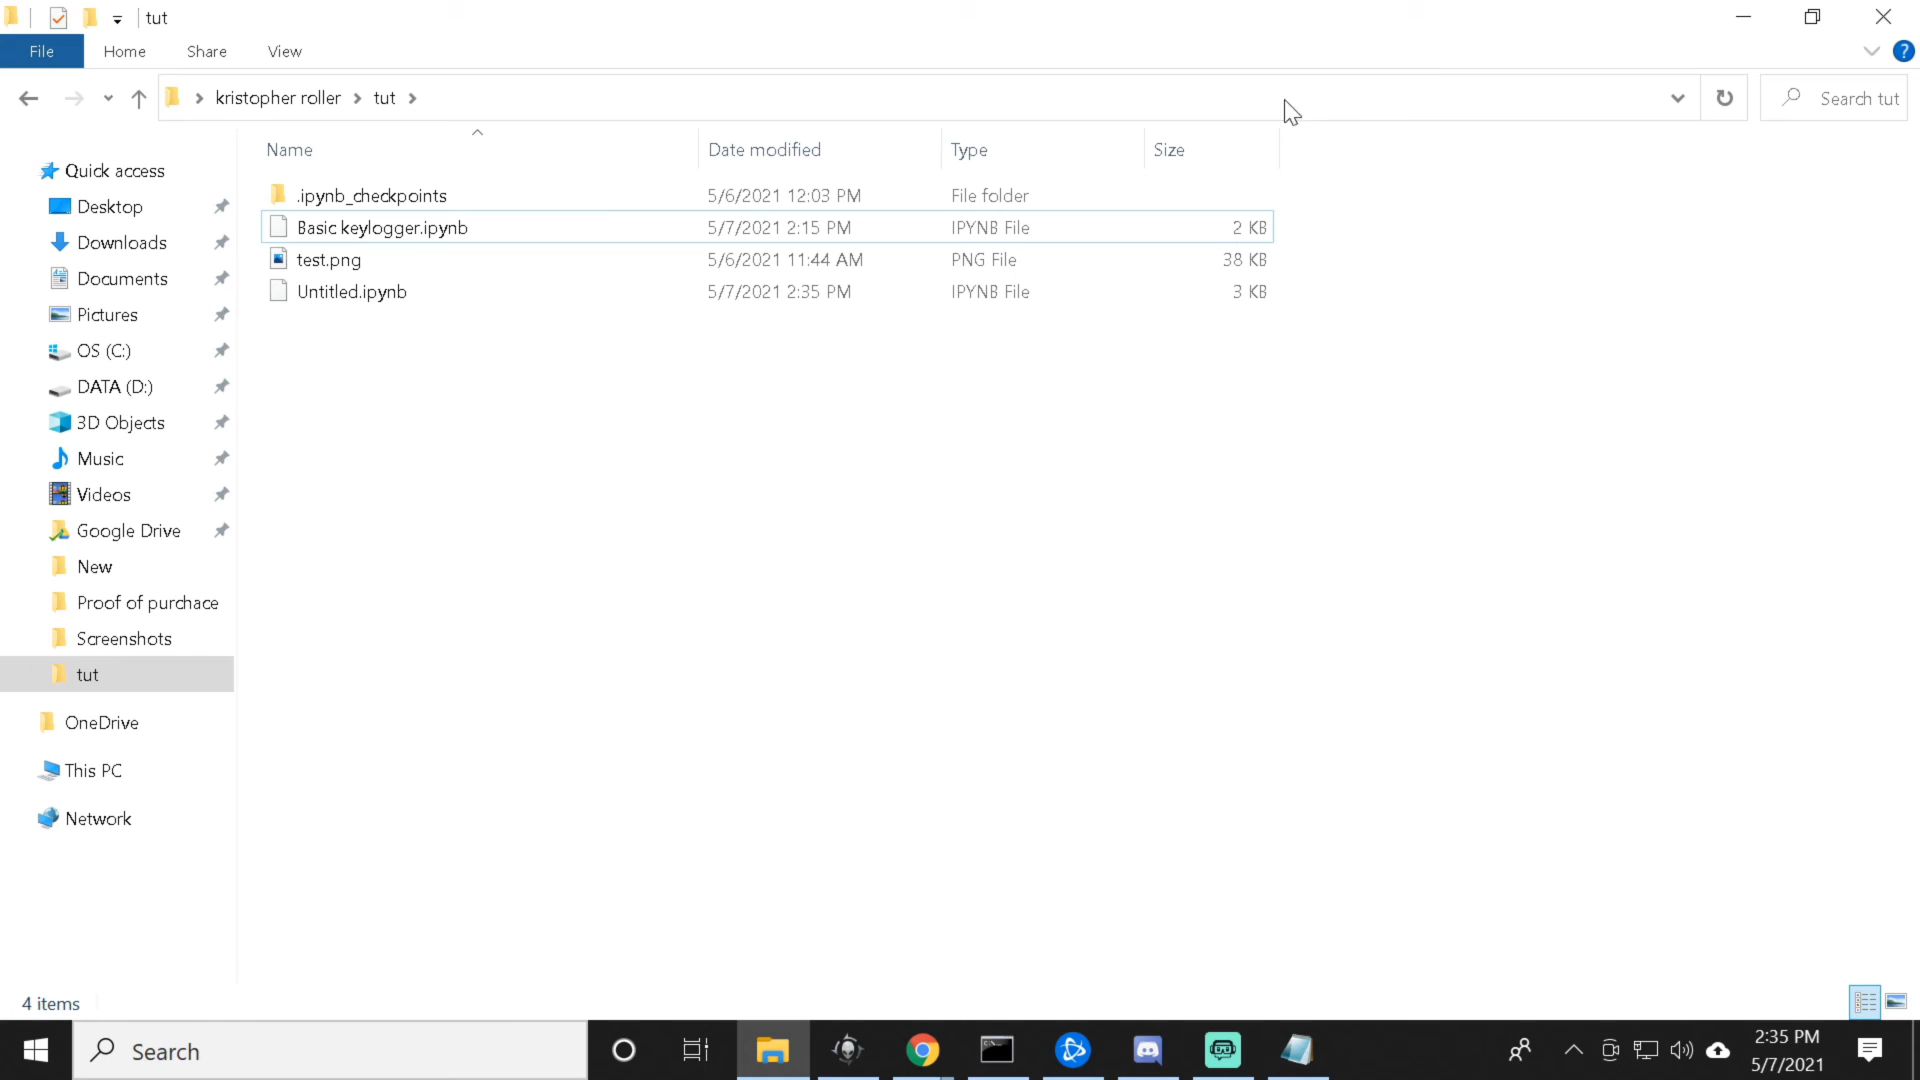 tut
File Home Share View
kristopher roller tut Search tut
Name Date modified Type Size
Quick access
Desktop
Downloads
Documents
Pictures
OS (C:)
DATA (D:)
3D Objects
Music
Videos
Google Drive
New
Proof of purchace
Screenshots
tut
OneDrive
This PC
Network
.ipynb_checkpoints 5/6/2021 12:03 PM File folder
Basic keylogger.ipynb 5/7/2021 2:15 PM IPYNB File 2 KB
test.png 5/6/2021 11:44 AM PNG File 38 KB
Untitled.ipynb 5/7/2021 2:35 PM IPYNB File 3 KB
4 items
Search
2:35 PM
5/7/2021